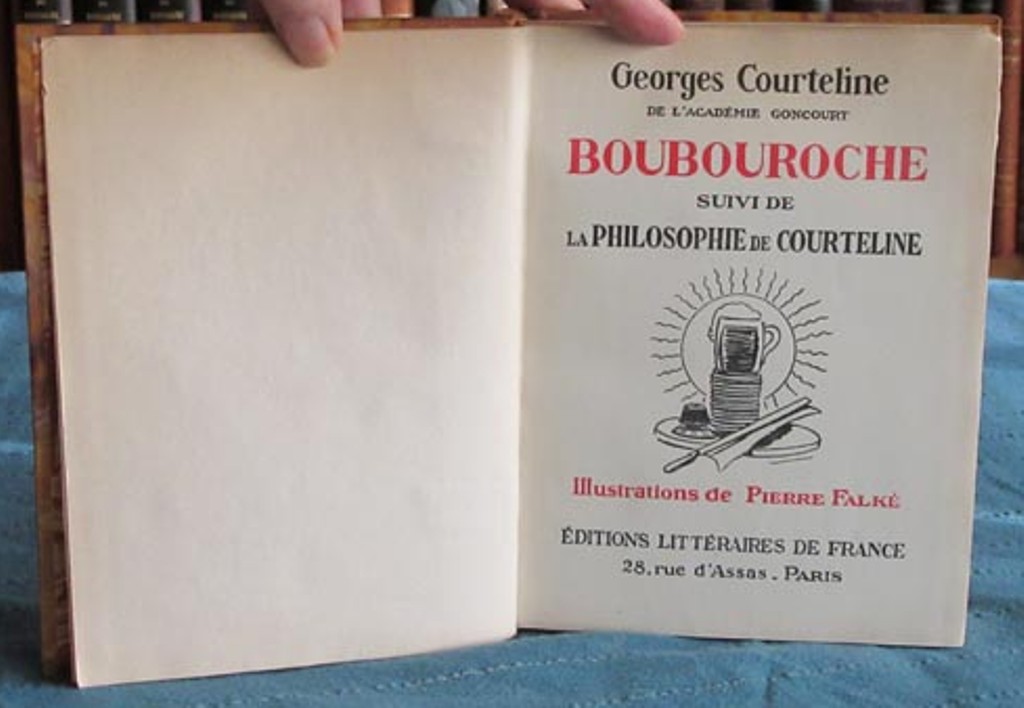 Georges Courteline
DE L'ACADÉMIE GONCOURT
BOUBOUROCHE
SUIVI DE
LA PHILOSOPHIE DE COURTELINE
Illustrations de PIERRE FALKÉ
ÉDITIONS LITTÉRAIRES DE FRANCE
28, rue d'Assas. PARIS